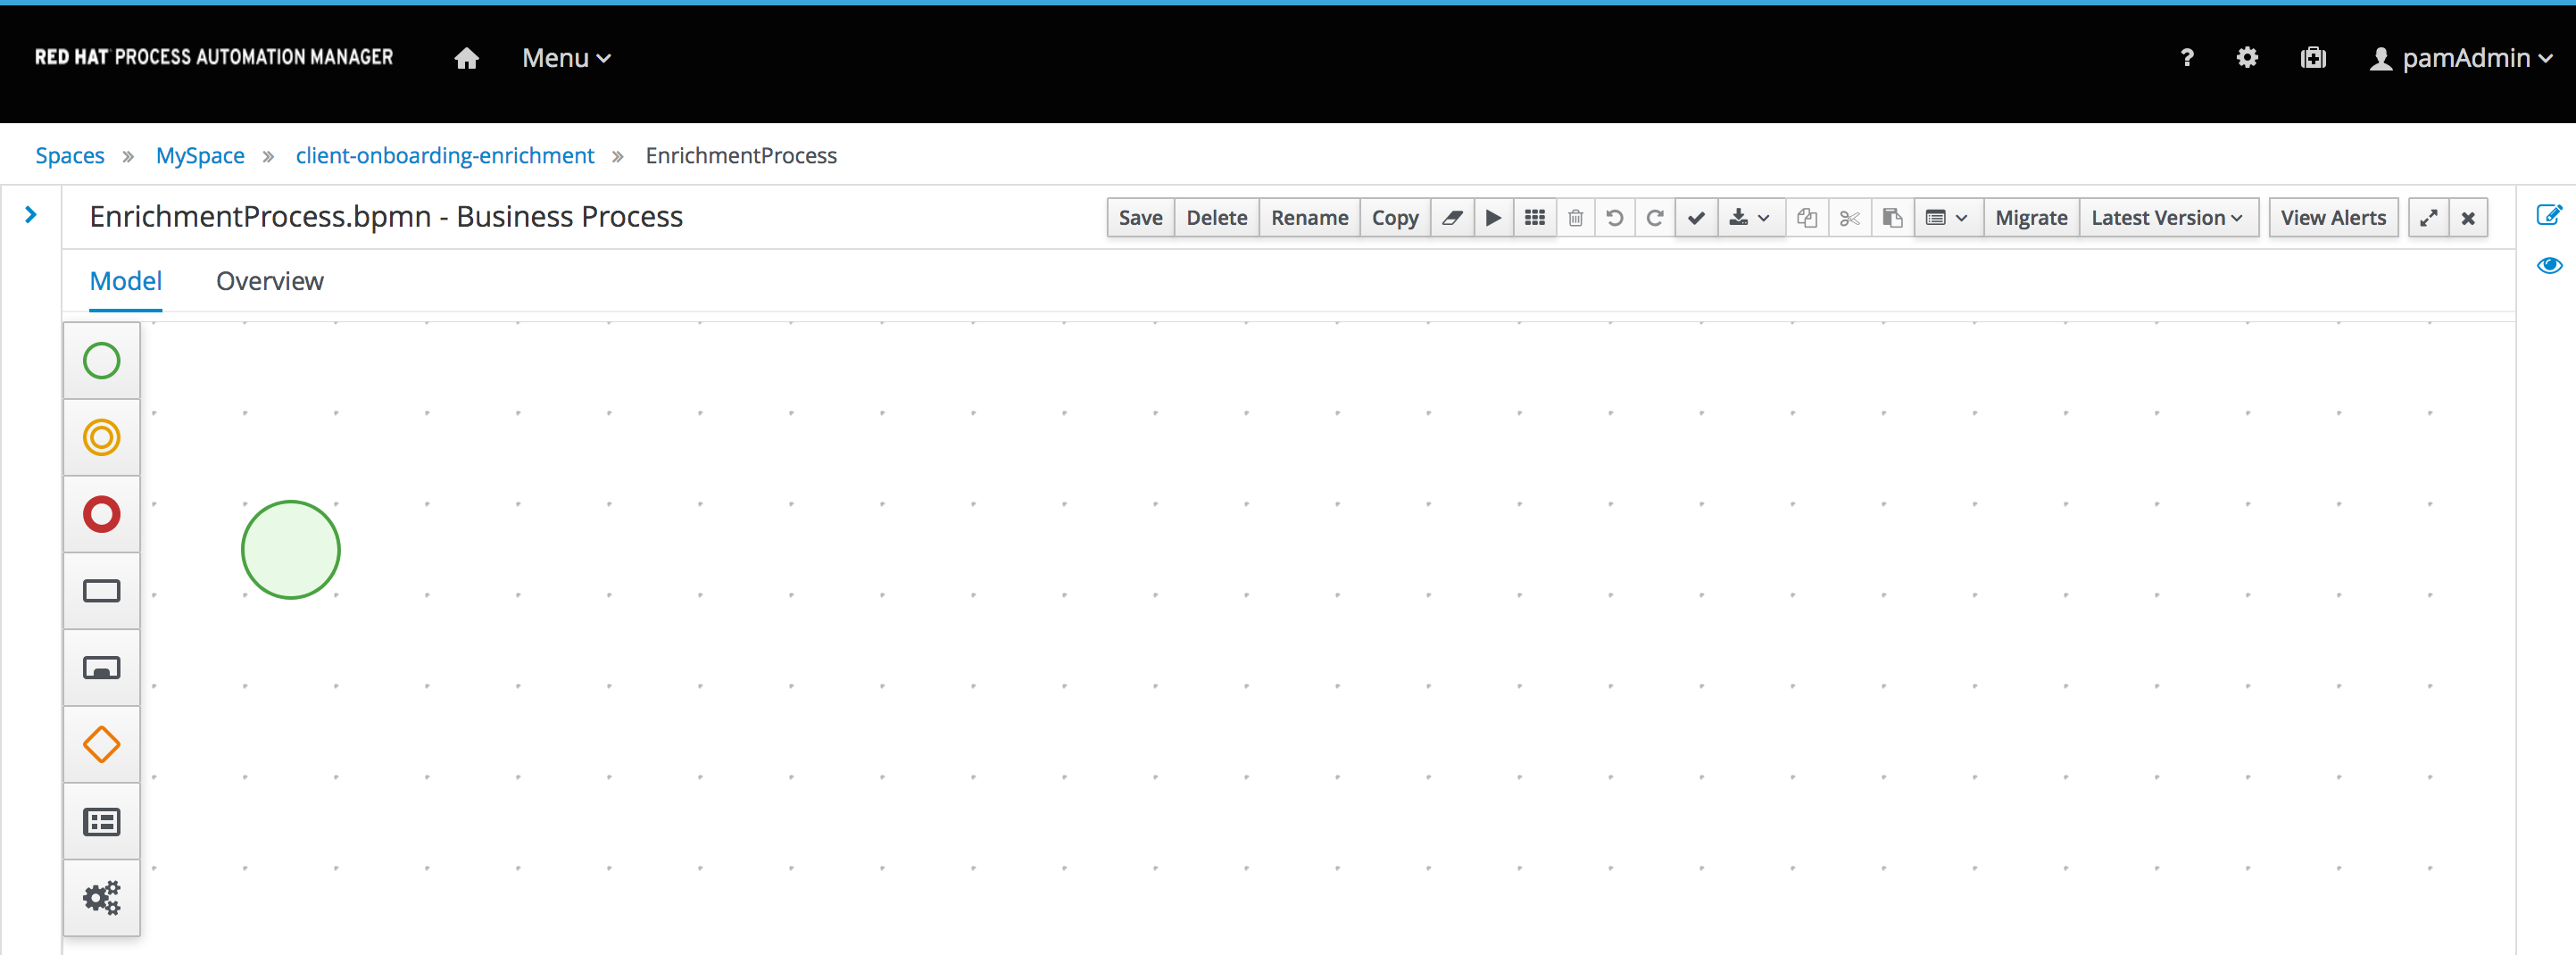 RED HAT PROCESS AUTOMATION MANAGER Menu ? pamAdmin
Spaces » MySpace » client-onboarding-enrichment » EnrichmentProcess
EnrichmentProcess.bpmn - Business Process Save Delete Rename Copy Migrate Latest Version View Alerts
Model Overview